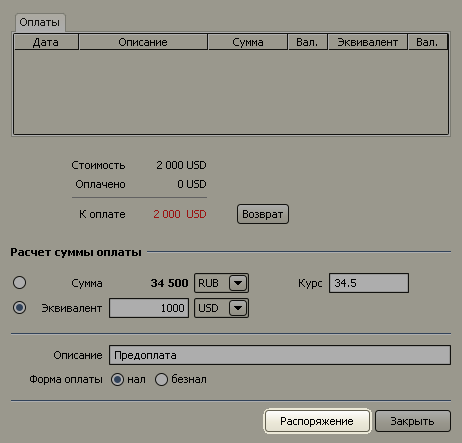 Оплаты
Дата Описание Сумма Вал. Эквивалент Вал.
Стоимость 2 000 USD
Оплачено 0 USD
К оплате 2 000 USD Возврат
Расчет суммы оплаты
Сумма 34 500 RUB Курс 34.5
Эквивалент 1000 USD
Описание Предоплата
Форма оплаты нал безнал
Распоряжение Закрыть